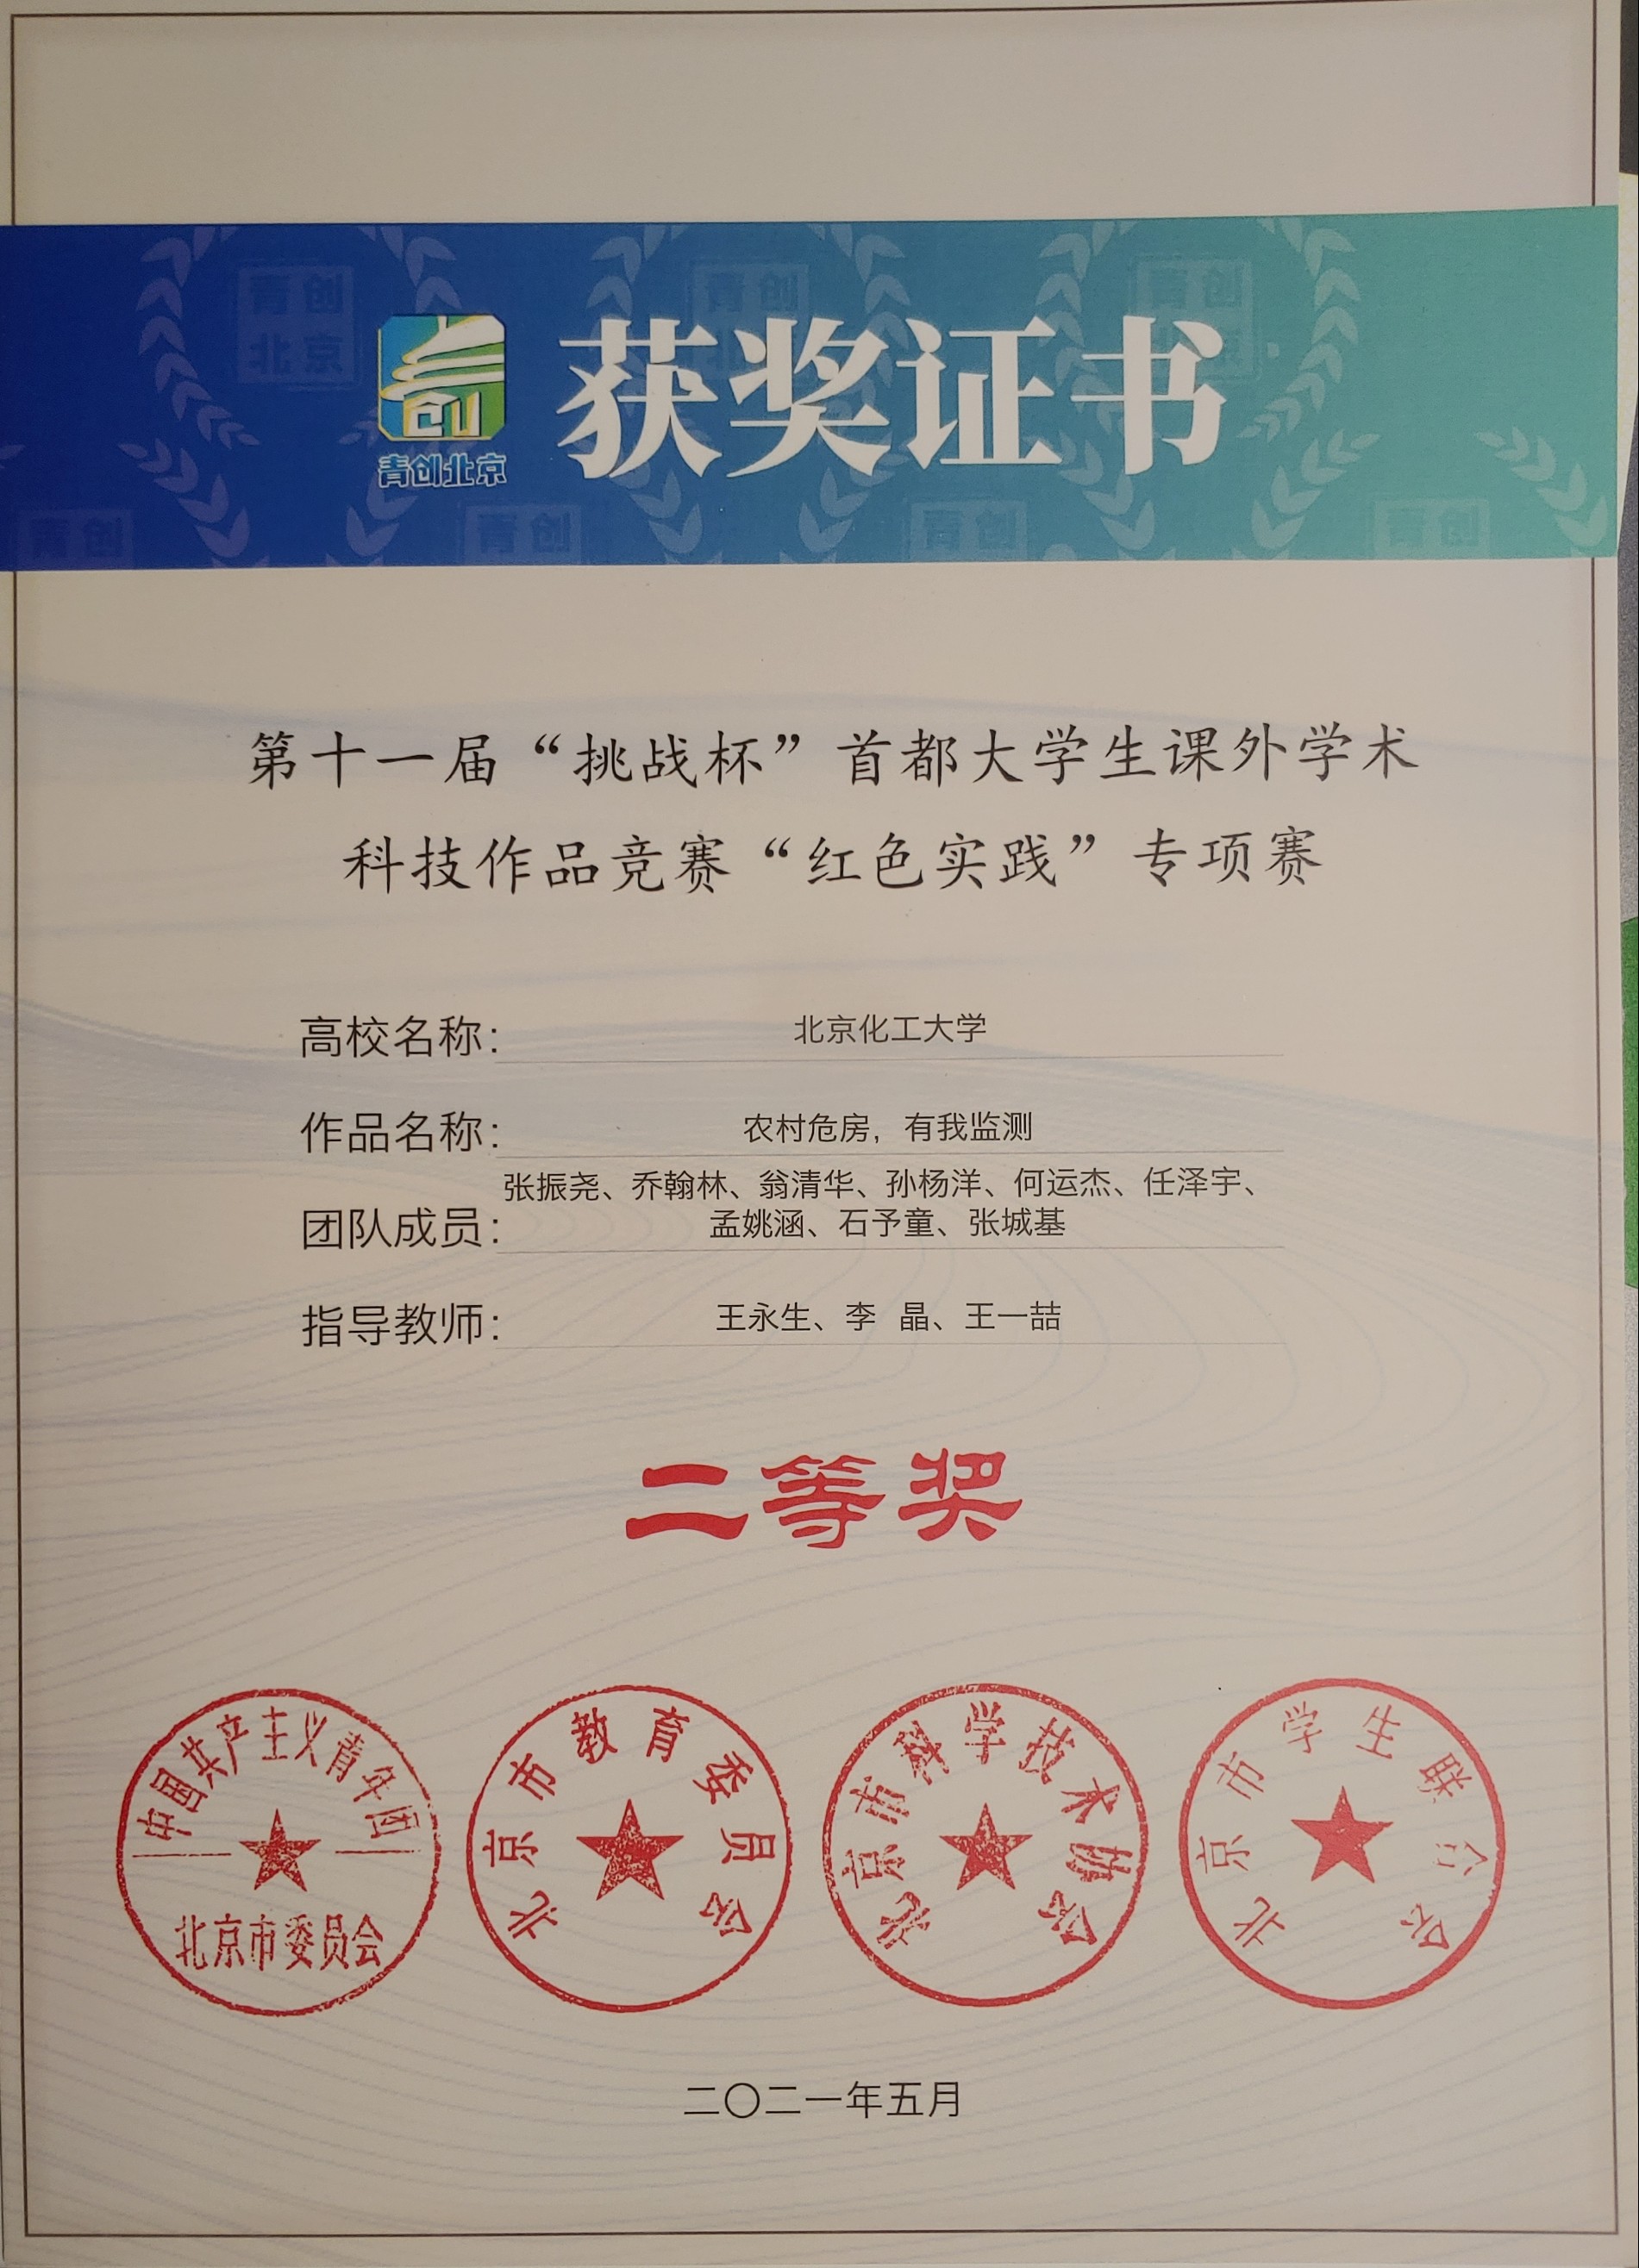 青创北京
获奖证书
第十一届“挑战杯”首都大学生课外学术
科技作品竞赛“红色实践”专项赛
高校名称：北京化工大学
作品名称：农村危房，有我监测
团队成员：张振尧、乔翰林、翁清华、孙杨洋、何运杰、任泽宇、
孟姚涵、石予童、张城基
指导教师：王永生、李 晶、王一喆
二等奖
中国共产主义青年团
北京市委员会
北京市教育委员会
北京市科学技术协会
北京市学生联合会
二〇二一年五月